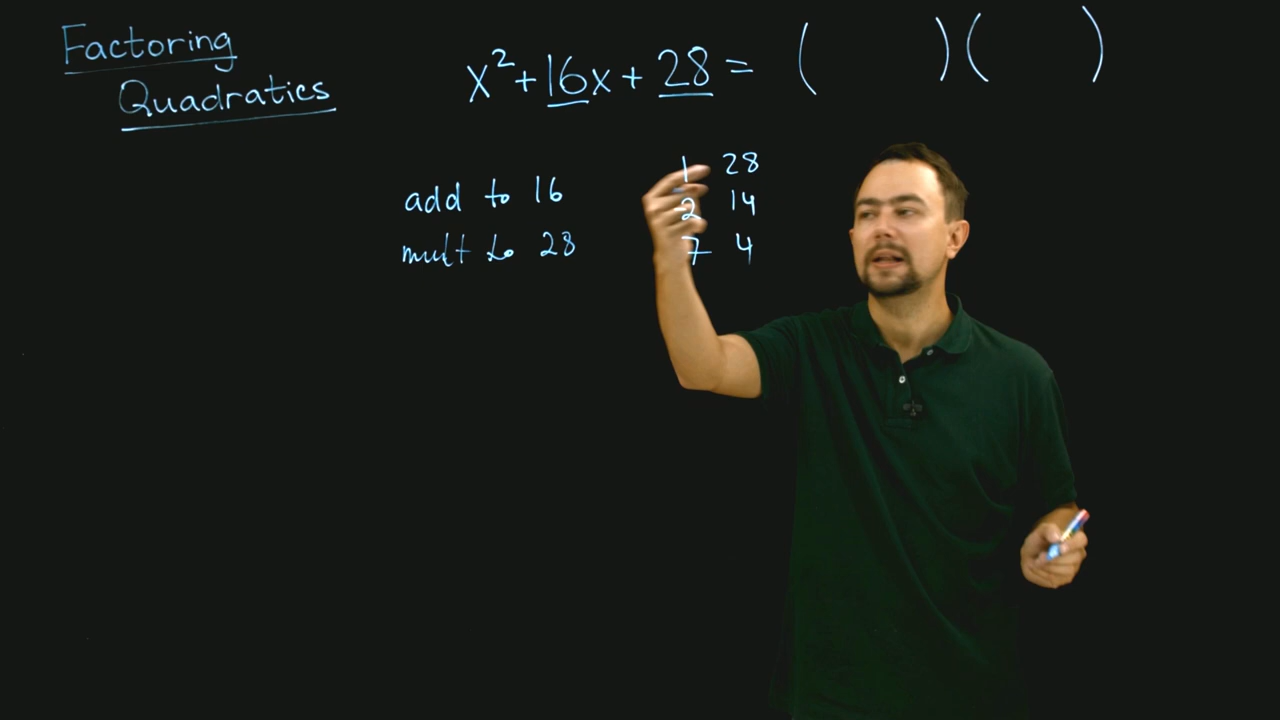 Factoring
Quadratics
x²+16x+28= (      )(      )
add to 16
mult to 28
1 28
2 14
7 4